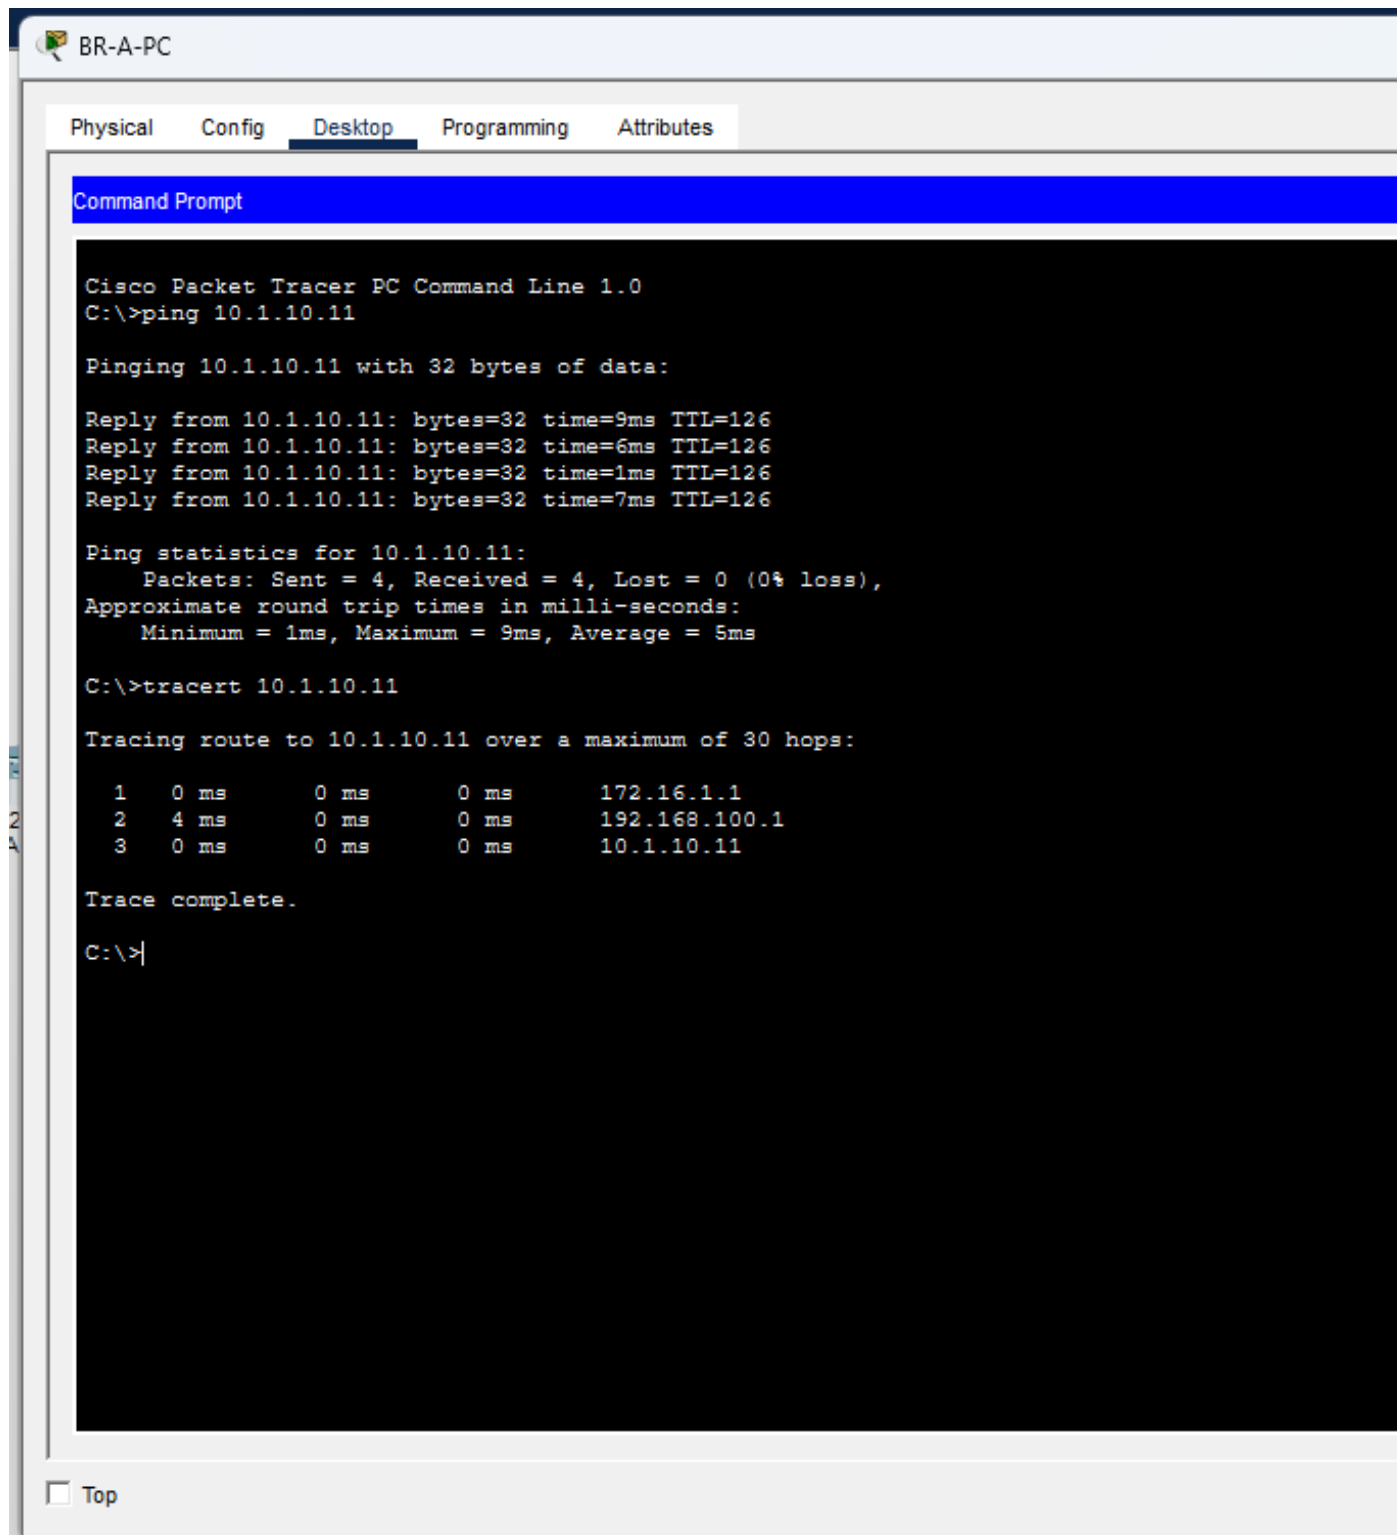 BR-A-PC
Physical Config Desktop Programming Attributes
Command Prompt
Cisco Packet Tracer PC Command Line 1.0
C:\>ping 10.1.10.11
Pinging 10.1.10.11 with 32 bytes of data:
Reply from 10.1.10.11: bytes=32 time=9ms TTL=126
Reply from 10.1.10.11: bytes=32 time=6ms TTL=126
Reply from 10.1.10.11: bytes=32 time=1ms TTL=126
Reply from 10.1.10.11: bytes=32 time=7ms TTL=126
Ping statistics for 10.1.10.11:
Packets: Sent = 4, Received = 4, Lost = 0 (0% loss),
Approximate round trip times in milli-seconds:
Minimum = 1ms, Maximum = 9ms, Average = 5ms
C:\>tracert 10.1.10.11
Tracing route to 10.1.10.11 over a maximum of 30 hops:
1 0 ms 0 ms 0 ms 172.16.1.1
2 4 ms 0 ms 0 ms 192.168.100.1
3 0 ms 0 ms 0 ms 10.1.10.11
Trace complete.
C:\>
Top